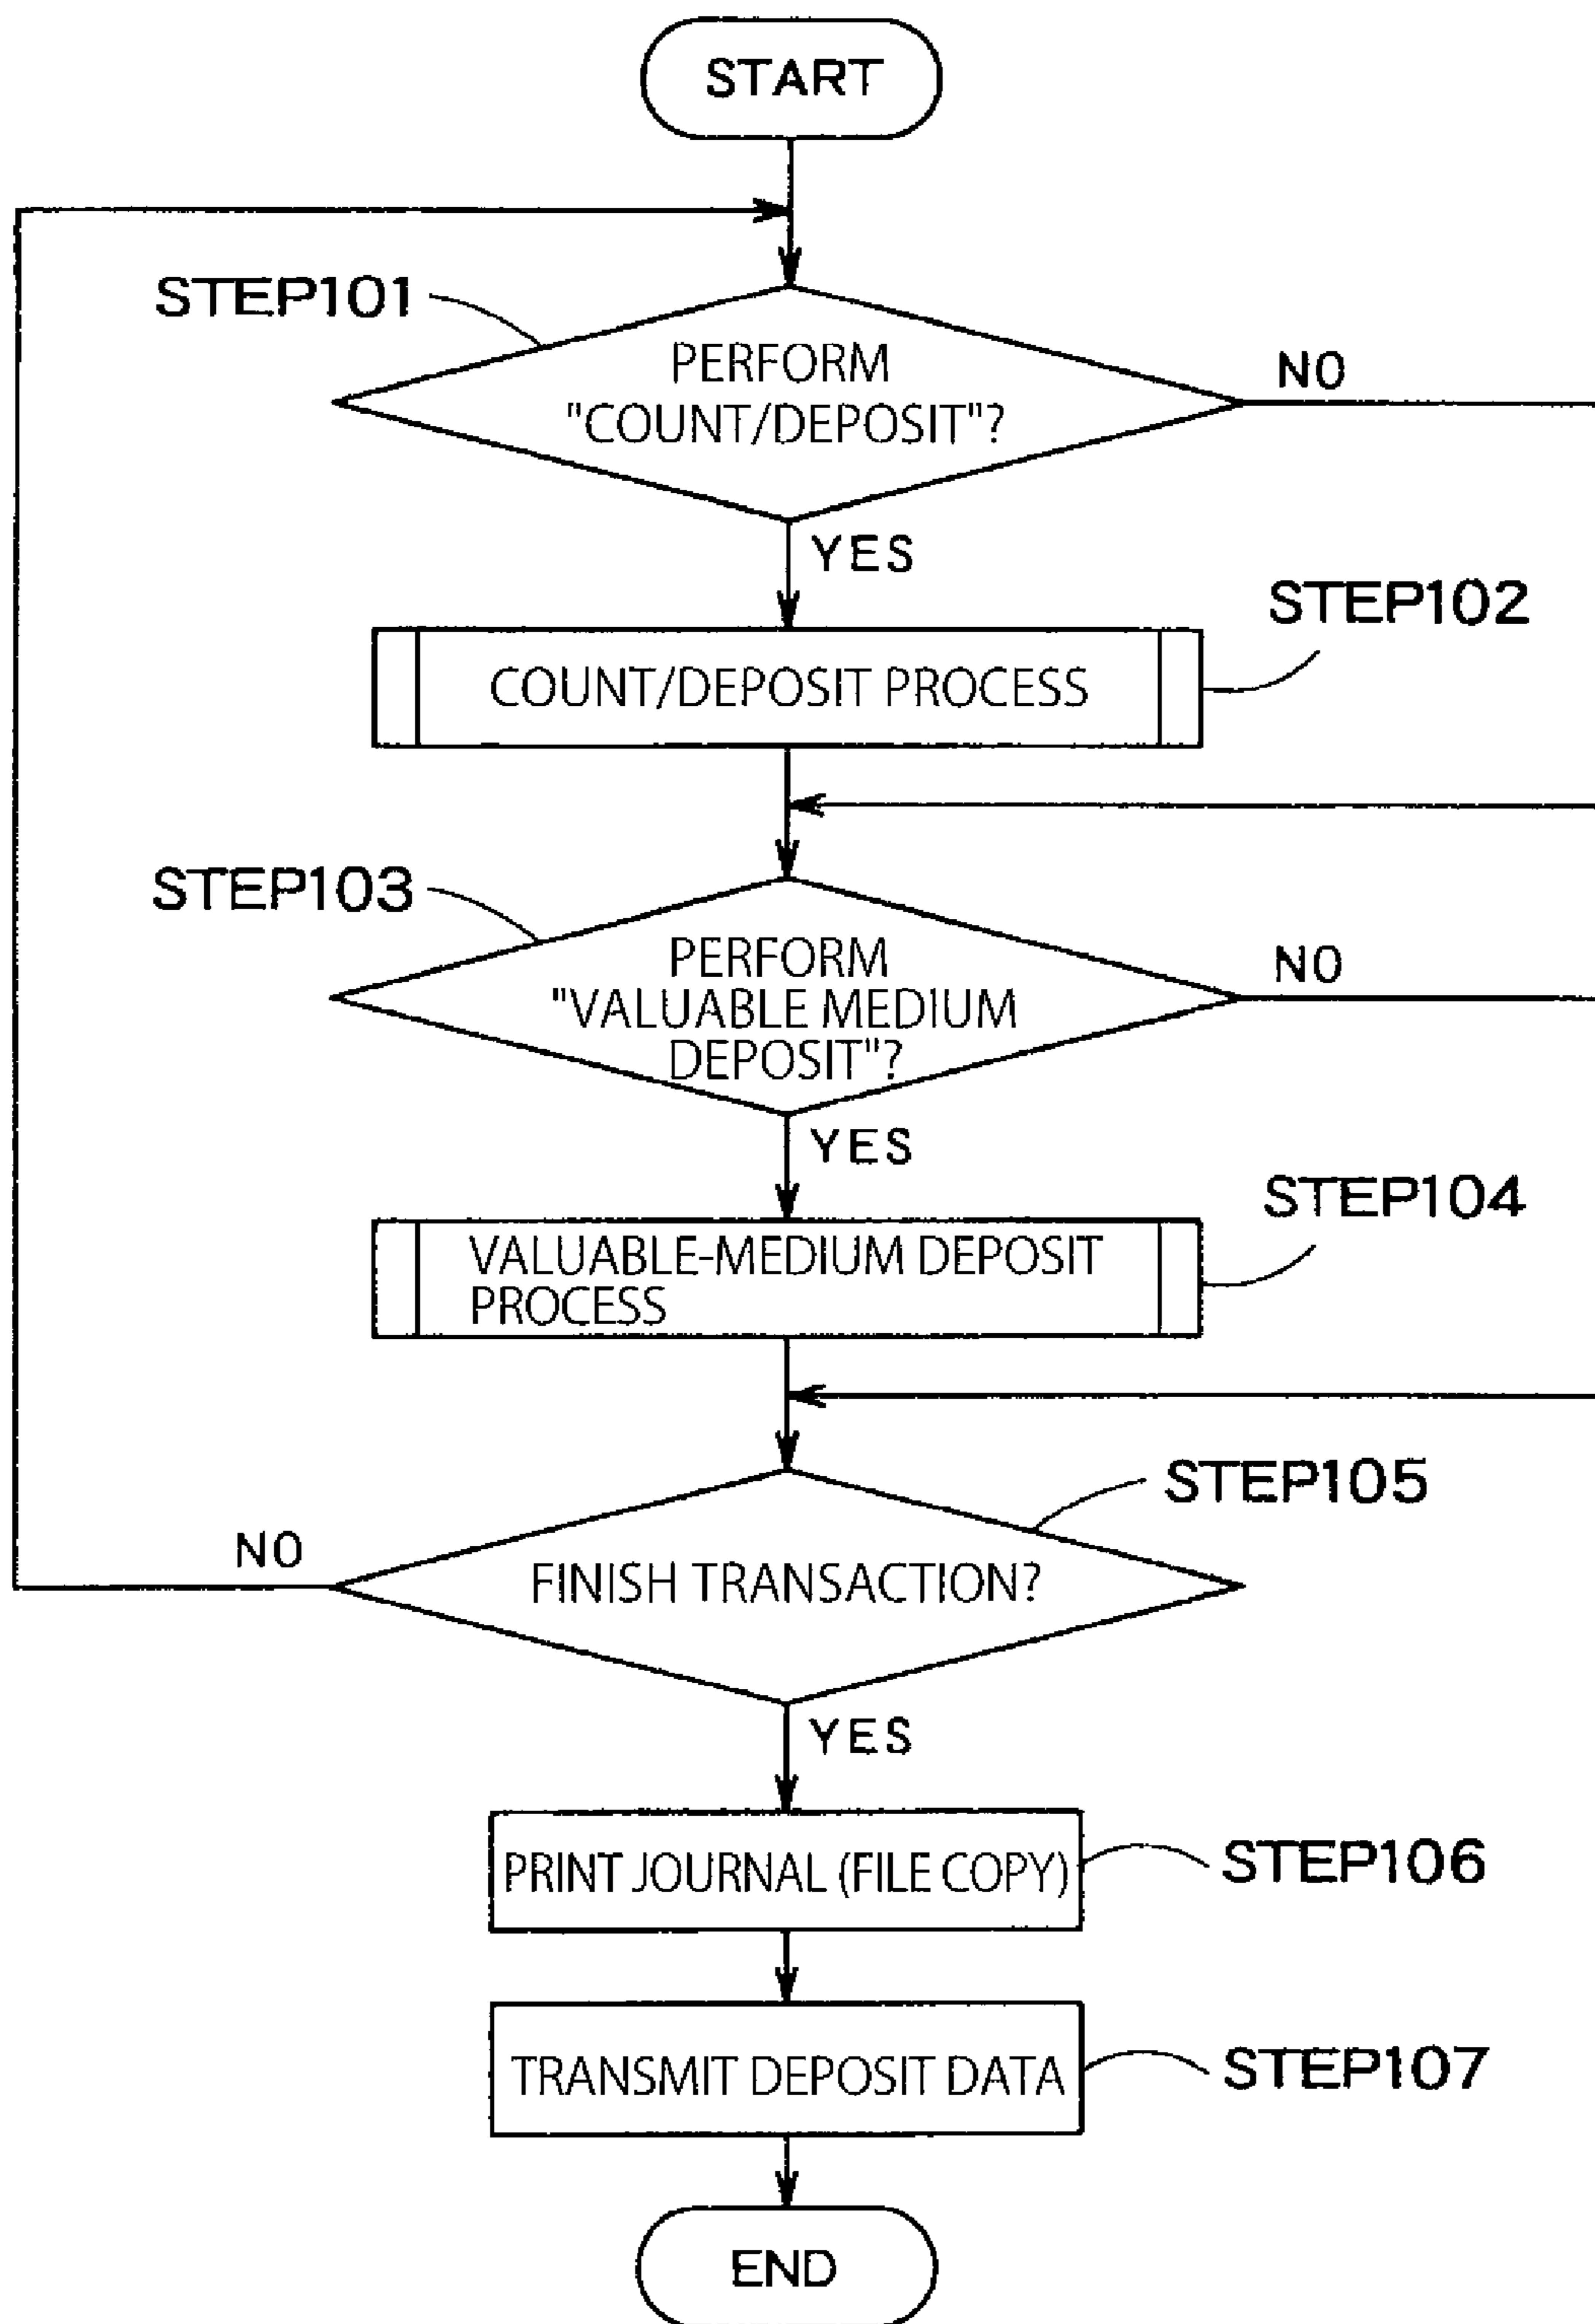 START
STEP101
PERFORM
"COUNT/DEPOSIT"?
NO
YES
STEP102
COUNT/DEPOSIT PROCESS
STEP103
PERFORM
"VALUABLE MEDIUM
DEPOSIT"?
NO
YES
STEP104
VALUABLE-MEDIUM DEPOSIT
PROCESS
STEP105
NO
FINISH TRANSACTION?
YES
PRINT JOURNAL (FILE COPY)
STEP106
TRANSMIT DEPOSIT DATA
STEP107
END